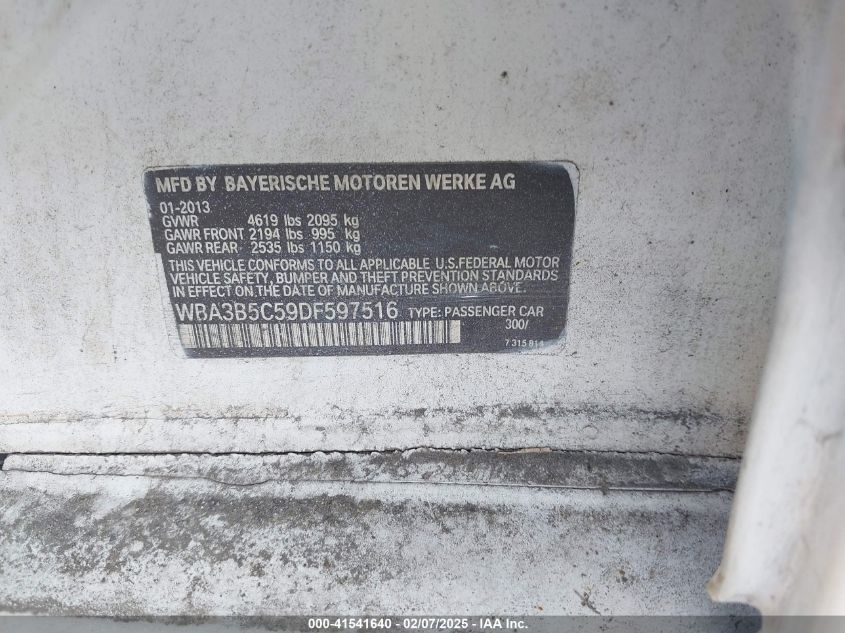 MFD BY BAYERISCHE MOTOREN WERKE AG
01-2013
GVWR 4619 lbs 2095 kg
GAWR FRONT 2194 lbs 995 kg
GAWR REAR 2535 lbs 1150 kg
THIS VEHICLE CONFORMS TO ALL APPLICABLE U.S.FEDERAL MOTOR
VEHICLE SAFETY, BUMPER AND THEFT PREVENTION STANDARDS
IN EFFECT ON THE DATE OF MANUFACTURE SHOWN ABOVE.
WBA3B5C59DF597516 TYPE: PASSENGER CAR
300/
7 315 814
000-41541640 - 02/07/2025 - IAA Inc.